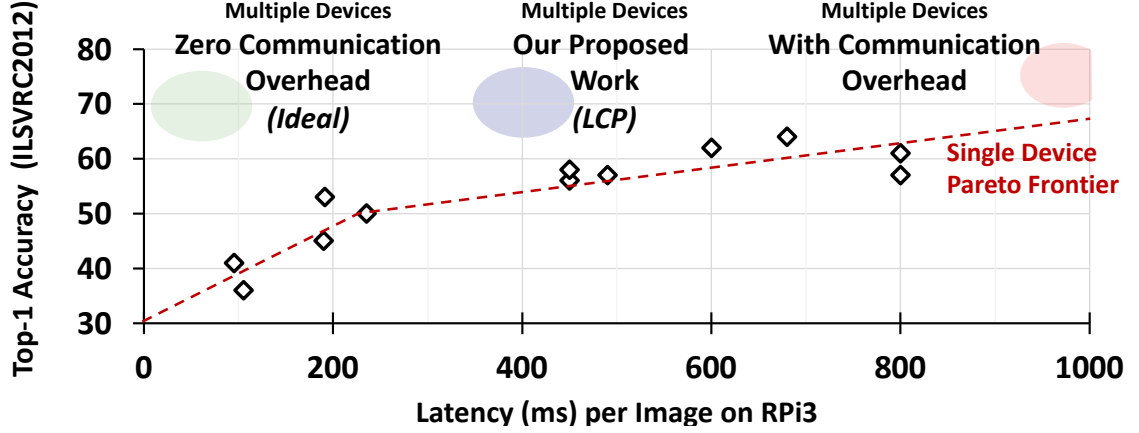 Multiple Devices
Zero Communication
Overhead
(Ideal)
Multiple Devices
Our Proposed
Work
(LCP)
Multiple Devices
With Communication
Overhead
Single Device
Pareto Frontier
Top-1 Accuracy (ILSVRC2012)
80
70
60
50
40
30
0 200 400 600 800 1000
Latency (ms) per Image on RPi3